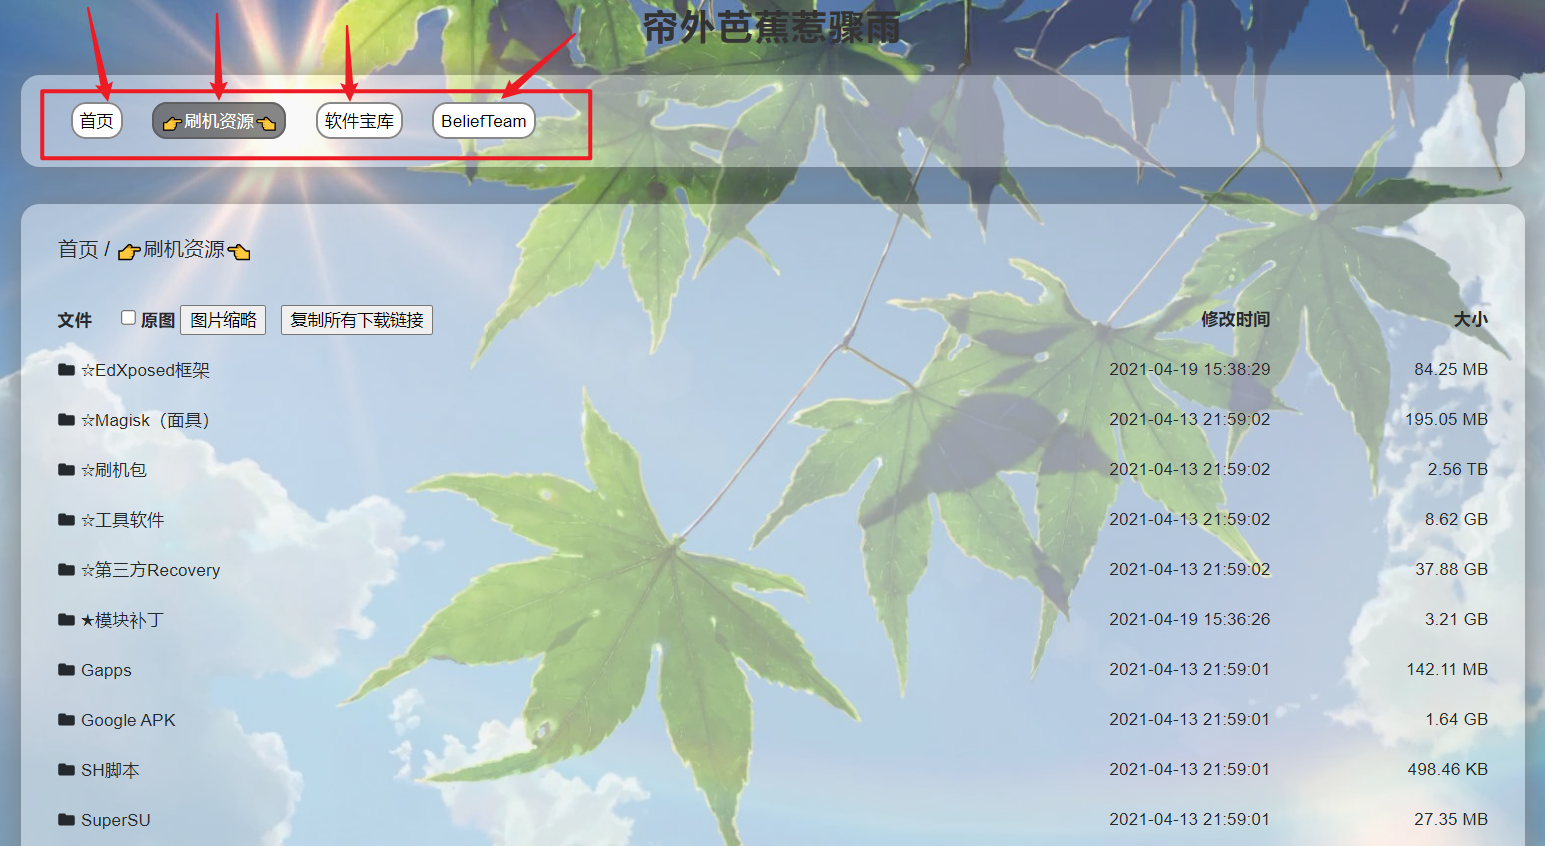 帘外芭蕉惹骤雨
首页 👉刷机资源👈 软件宝库 BeliefTeam
首页 / 👉刷机资源👈
文件 原图 图片缩略 复制所有下载链接 修改时间 大小
☆EdXposed框架 2021-04-19 15:38:29 84.25 MB
☆Magisk（面具） 2021-04-13 21:59:02 195.05 MB
☆刷机包 2021-04-13 21:59:02 2.56 TB
☆工具软件 2021-04-13 21:59:02 8.62 GB
☆第三方Recovery 2021-04-13 21:59:02 37.88 GB
★模块补丁 2021-04-19 15:36:26 3.21 GB
Gapps 2021-04-13 21:59:01 142.11 MB
Google APK 2021-04-13 21:59:01 1.64 GB
SH脚本 2021-04-13 21:59:01 498.46 KB
SuperSU 2021-04-13 21:59:01 27.35 MB